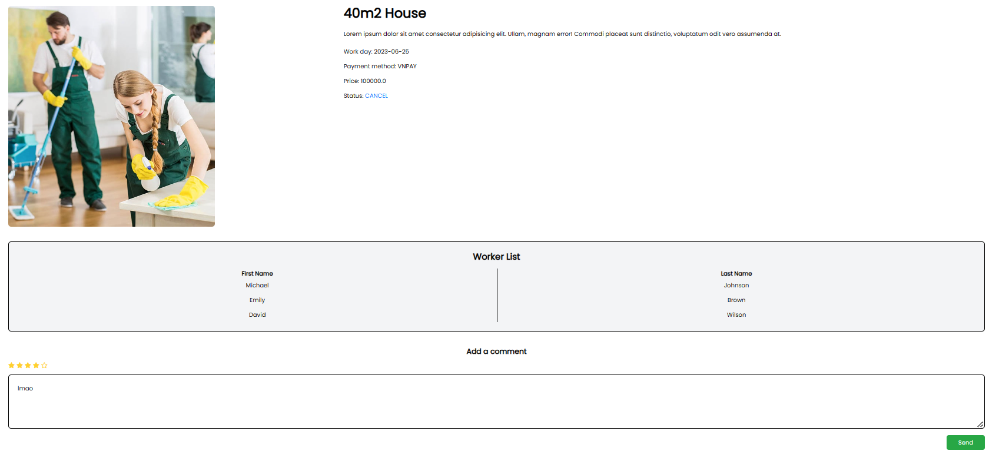 40m2 House
Lorem ipsum dolor sit amet consectetur adipisicing elit. Ullam, magnam error! Commodi placeat sunt distinctio, voluptatum odit vero assumenda at.
Work day: 2023-06-25
Payment method: VNPAY
Price: 100000.0
Status: CANCEL
Worker List
First Name Last Name
Michael Johnson
Emily Brown
David Wilson
Add a comment
lmao
Send